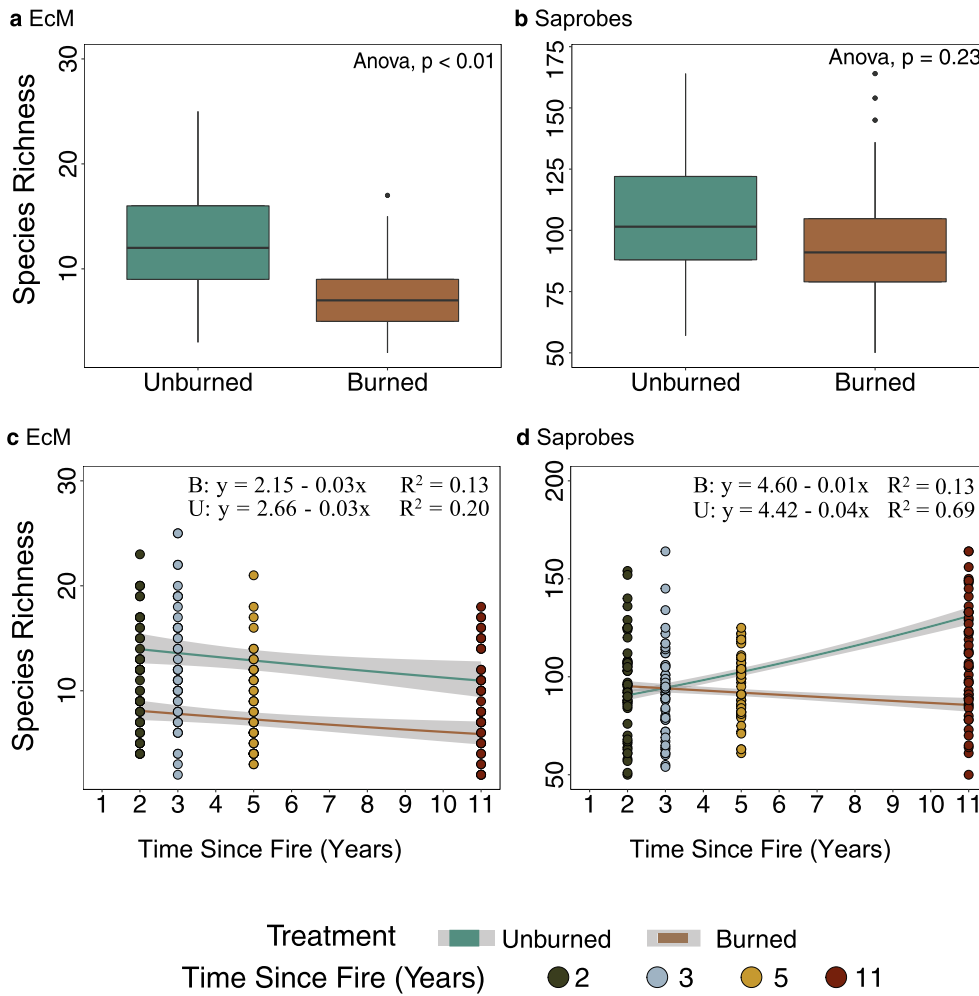 a EcM
b Saprobes
Species Richness
30
20
10
Anova, p < 0.01
Unburned
Burned
175
150
125
100
75
50
Anova, p = 0.23
Unburned
Burned
c EcM
d Saprobes
Species Richness
30
20
10
B: y = 2.15 - 0.03x R² = 0.13
U: y = 2.66 - 0.03x R² = 0.20
1 2 3 4 5 6 7 8 9 10 11
Time Since Fire (Years)
200
150
100
50
B: y = 4.60 - 0.01x R² = 0.13
U: y = 4.42 - 0.04x R² = 0.69
1 2 3 4 5 6 7 8 9 10 11
Time Since Fire (Years)
Treatment Unburned Burned
Time Since Fire (Years) 2 3 5 11